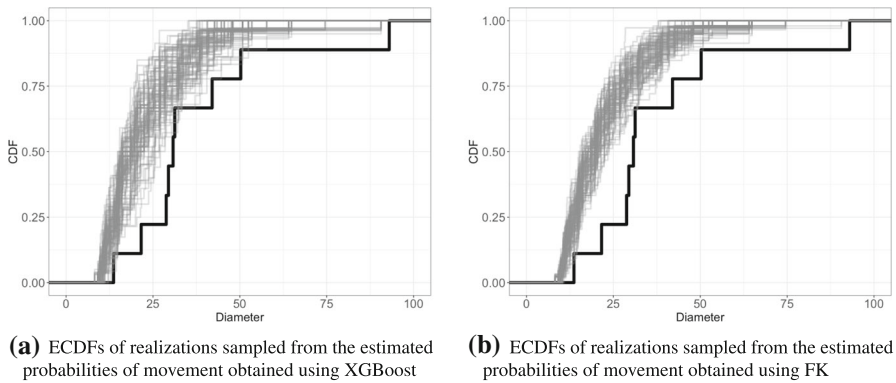 1.00
0.75
0.50
0.25
0.00
CDF
0
25
50
75
100
Diameter
(a) ECDFs of realizations sampled from the estimated
probabilities of movement obtained using XGBoost
1.00
0.75
0.50
0.25
0.00
CDF
0
25
50
75
100
Diameter
(b) ECDFs of realizations sampled from the estimated
probabilities of movement obtained using FK